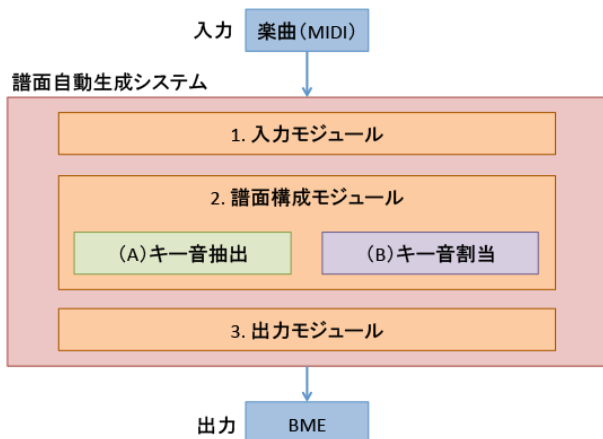 入力
楽曲(MIDI)
譜面自動生成システム
1. 入力モジュール
2. 譜面構成モジュール
(A)キー音抽出
(B)キー音割当
3. 出力モジュール
出力
BME